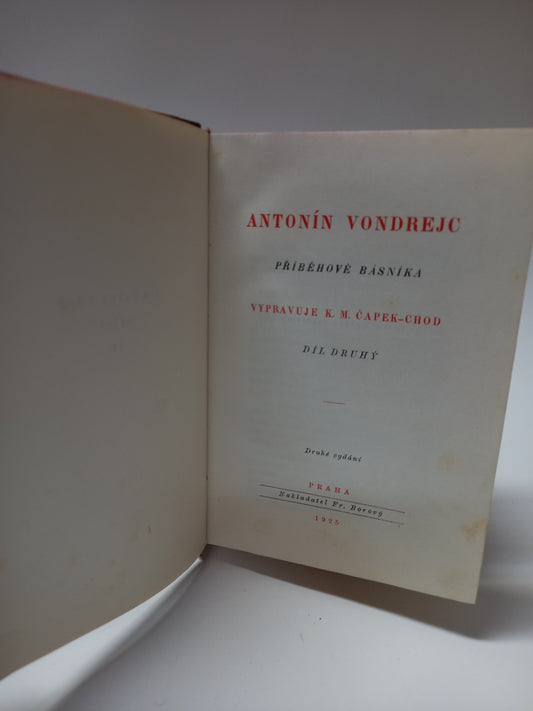 ANTONÍN VONDREJC
PŘÍBĚHOVÉ BÁSNÍKA
VYPRAVUJE K. M. ČAPEK-CHOD
DÍL DRUHÝ
Druhé vydání
PRAHA
Nakladatel Fr. Borový
1925